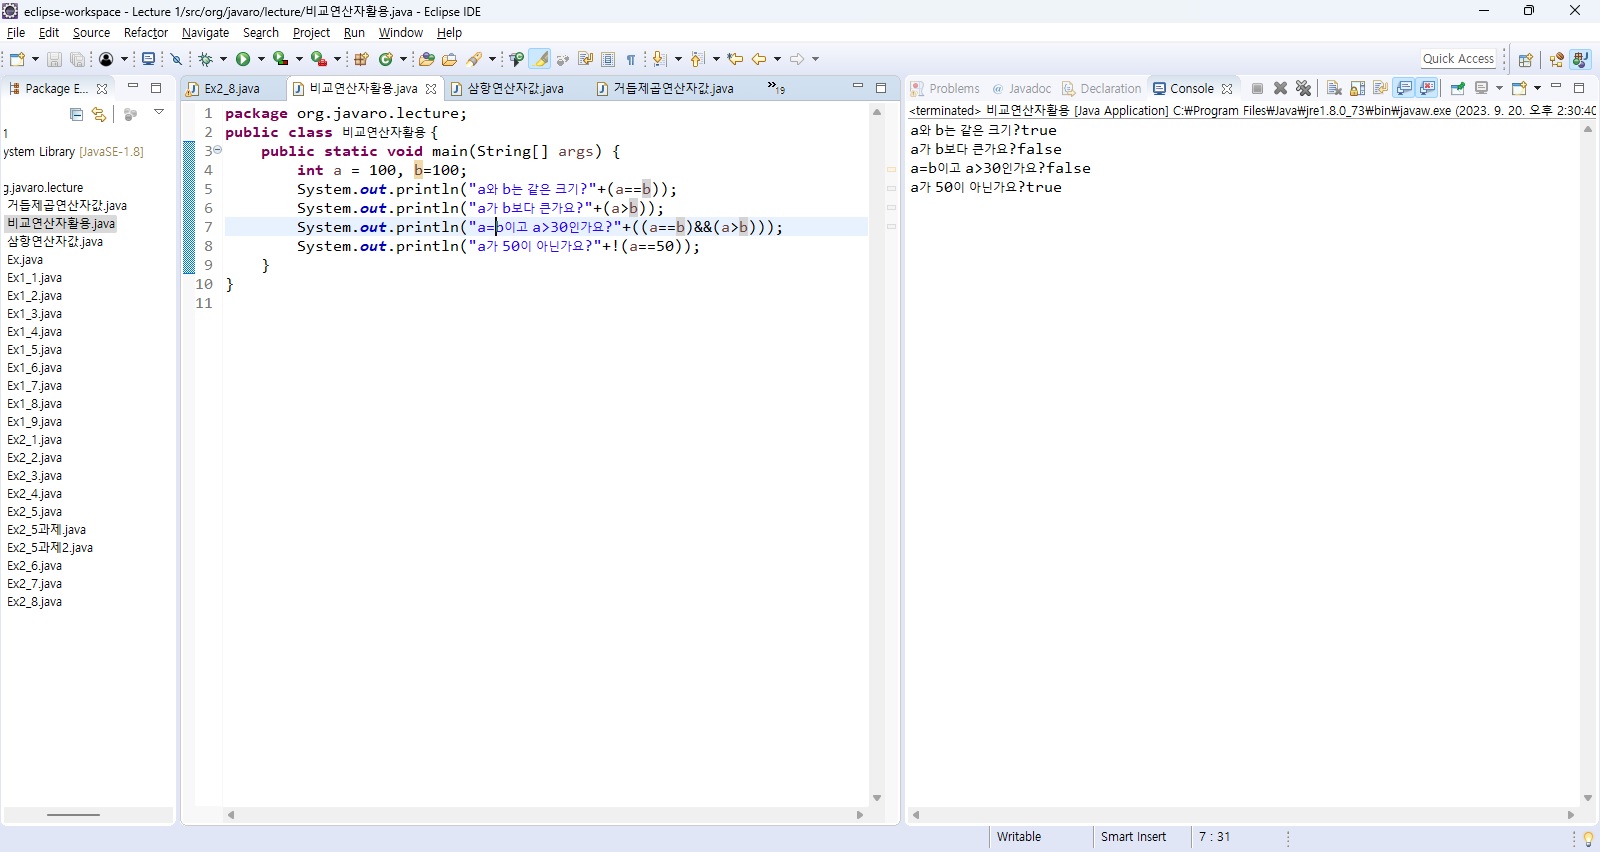 eclipse-workspace - Lecture 1/src/org/javaro/lecture/비교연산자활용.java - Eclipse IDE
File Edit Source Refactor Navigate Search Project Run Window Help
Quick Access
Package E...
1
ystem Library [JavaSE-1.8]
g.javaro.lecture
거듭제곱연산자값.java
비교연산자활용.java
삼항연산자값.java
Ex.java
Ex1_1.java
Ex1_2.java
Ex1_3.java
Ex1_4.java
Ex1_5.java
Ex1_6.java
Ex1_7.java
Ex1_8.java
Ex1_9.java
Ex2_1.java
Ex2_2.java
Ex2_3.java
Ex2_4.java
Ex2_5.java
Ex2_5과제.java
Ex2_5과제2.java
Ex2_6.java
Ex2_7.java
Ex2_8.java
Ex2_8.java 비교연산자활용.java 삼항연산자값.java 거듭제곱연산자값.java »19
1 package org.javaro.lecture;
2 public class 비교연산자활용 {
3 public static void main(String[] args) {
4 int a = 100, b=100;
5 System.out.println("a와 b는 같은 크기?"+(a==b));
6 System.out.println("a가 b보다 큰가요?"+(a>b));
7 System.out.println("a=b이고 a>30인가요?"+((a==b)&&(a>b)));
8 System.out.println("a가 50이 아닌가요?"+!(a==50));
9 }
10 }
11
Problems @ Javadoc Declaration Console
<terminated> 비교연산자활용 [Java Application] C:₩Program Files₩Java₩jre1.8.0_73₩bin₩javaw.exe (2023. 9. 20. 오후 2:30:40
a와 b는 같은 크기?true
a가 b보다 큰가요?false
a=b이고 a>30인가요?false
a가 50이 아닌가요?true
Writable Smart Insert 7 : 31